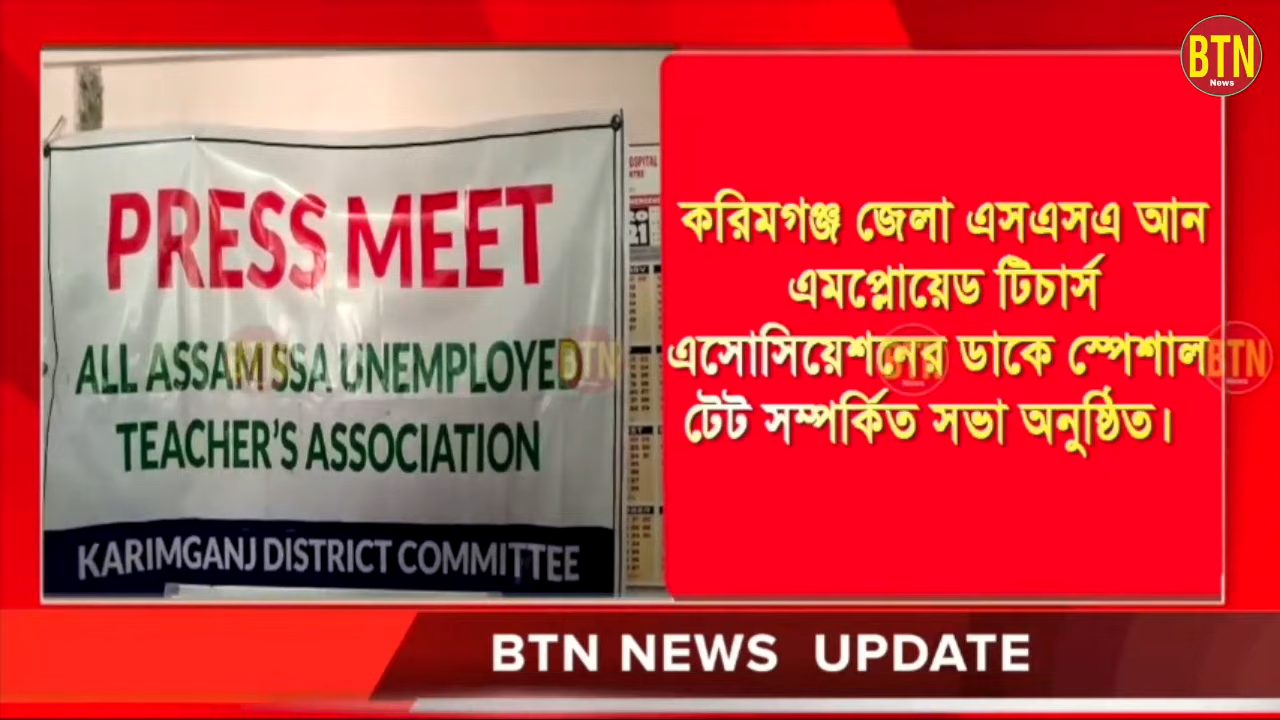 BTN
News
PRESS MEET
ALL ASSAM SSA UNEMPLOYED
TEACHER'S ASSOCIATION
KARIMGANJ DISTRICT COMMITTEE
করিমগঞ্জ জেলা এসএসএ আন
এমপ্লোয়েড টিচার্স
এসোসিয়েশনের ডাকে স্পেশাল
টেট সম্পর্কিত সভা অনুষ্ঠিত।
BTN NEWS UPDATE